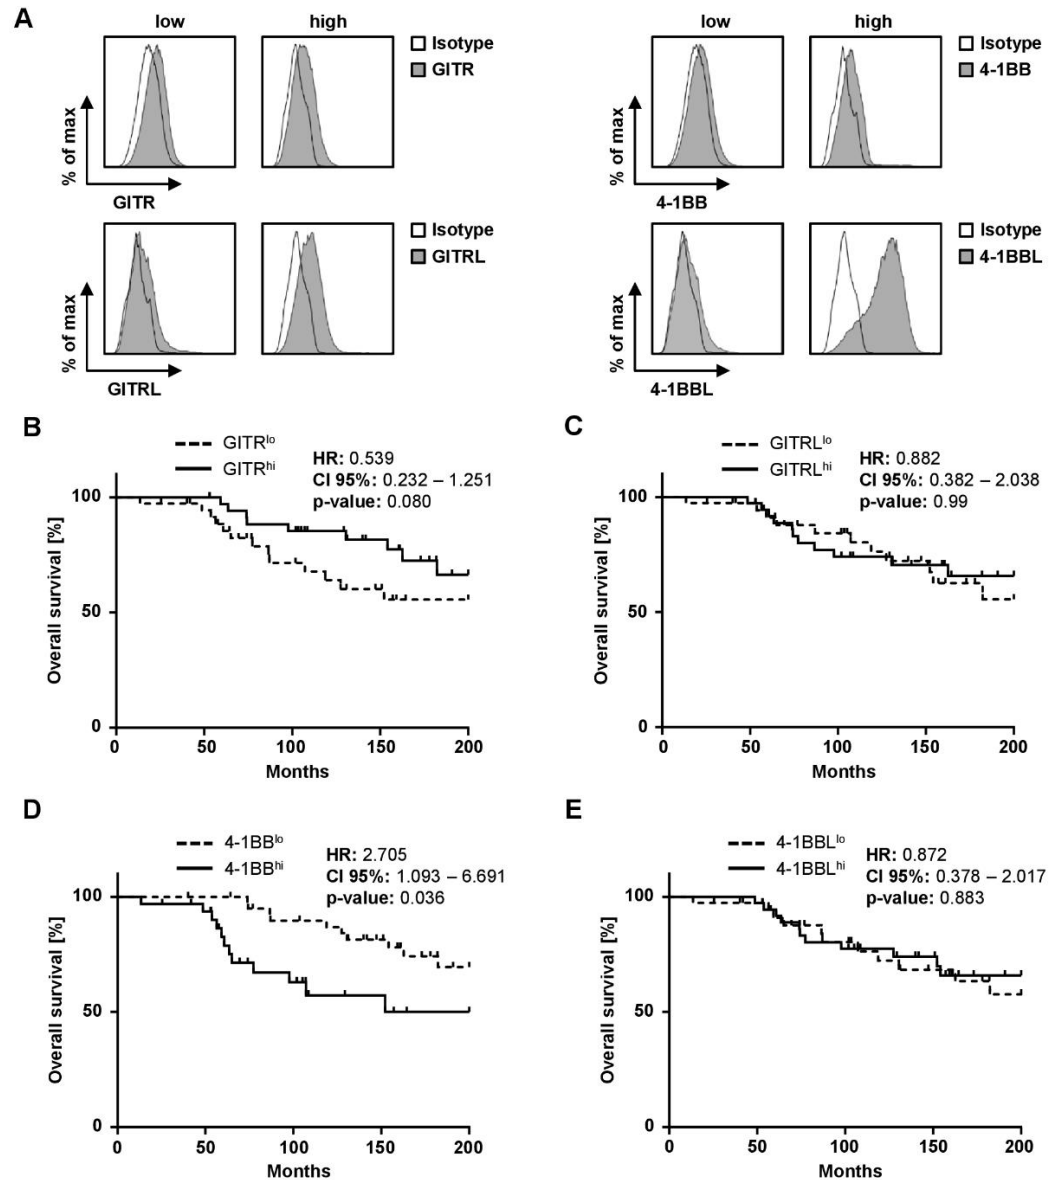 A
low
high
Isotype
GITR
% of max
GITR
Isotype
GITRL
% of max
GITRL
low
high
Isotype
4-1BB
% of max
4-1BB
Isotype
4-1BBL
% of max
4-1BBL
B
GITRlo
GITRhi
HR: 0.539
CI 95%: 0.232 – 1.251
p-value: 0.080
Overall survival [%]
100
50
0
0 50 100 150 200
Months
C
GITRLlo
GITRLhi
HR: 0.882
CI 95%: 0.382 – 2.038
p-value: 0.99
Overall survival [%]
100
50
0
0 50 100 150 200
Months
D
4-1BBlo
4-1BBhi
HR: 2.705
CI 95%: 1.093 – 6.691
p-value: 0.036
Overall survival [%]
100
50
0
0 50 100 150 200
Months
E
4-1BBLlo
4-1BBLhi
HR: 0.872
CI 95%: 0.378 – 2.017
p-value: 0.883
Overall survival [%]
100
50
0
0 50 100 150 200
Months